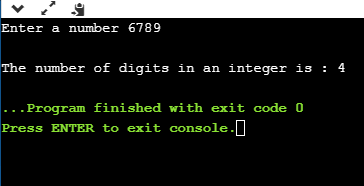 Enter a number 6789
The number of digits in an integer is : 4
...Program finished with exit code 0
Press ENTER to exit console.